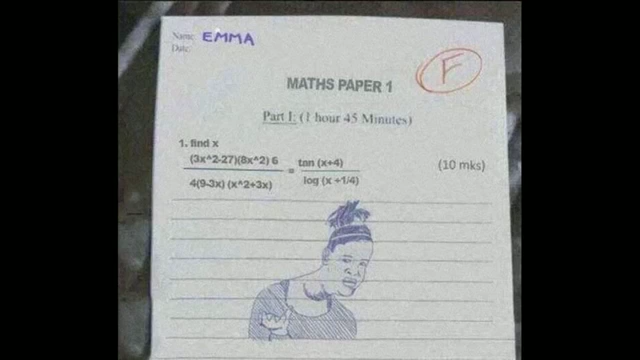 Name EMMA
Date
F
MATHS PAPER 1
Part I: (1 hour 45 Minutes)
1. find x
(3x^2-27)(8x^2) 6 = tan (x+4) (10 mks)
4(9-3x) (x^2+3x) log (x +1/4)